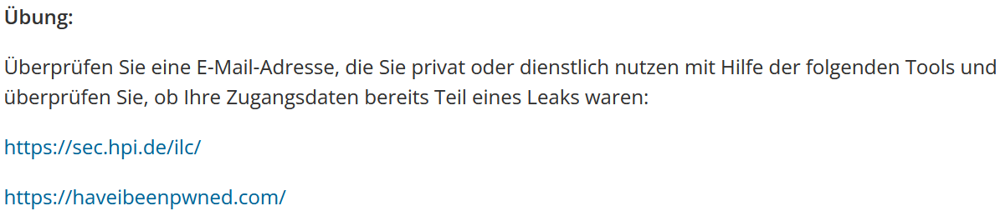 Übung:
Überprüfen Sie eine E-Mail-Adresse, die Sie privat oder dienstlich nutzen mit Hilfe der folgenden Tools und
überprüfen Sie, ob Ihre Zugangsdaten bereits Teil eines Leaks waren:
https://sec.hpi.de/ilc/
https://haveibeenpwned.com/